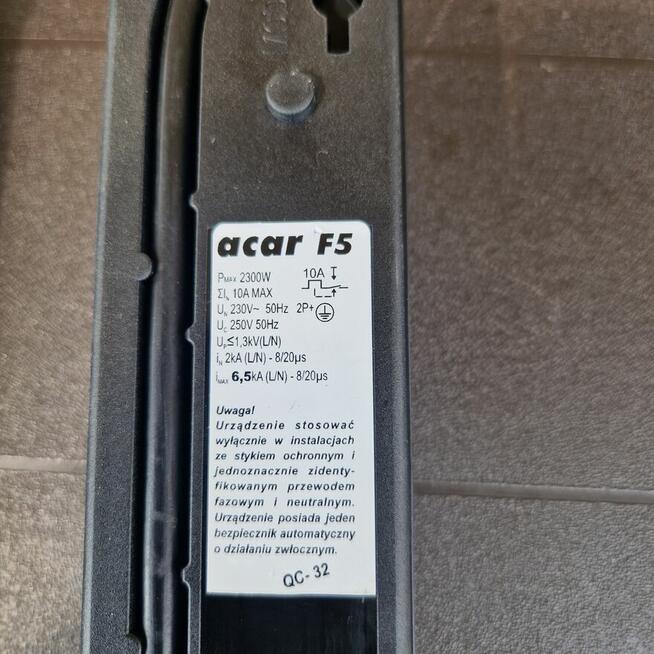 acar F5
PMAX 2300W
ΣIN 10A MAX
UN 230V~ 50Hz
UC 250V 50Hz
UP≤1,3kV(L/N)
iN 2kA (L/N) - 8/20µs
iMAX 6,5kA (L/N) - 8/20µs
10A
2P+
Uwaga!
Urządzenie stosować
wyłącznie w instalacjach
ze stykiem ochronnym i
jednoznacznie zidenty-
fikowanym przewodem
fazowym i neutralnym.
Urządzenie posiada jeden
bezpiecznik automatyczny
o działaniu zwłocznym.
QC-32